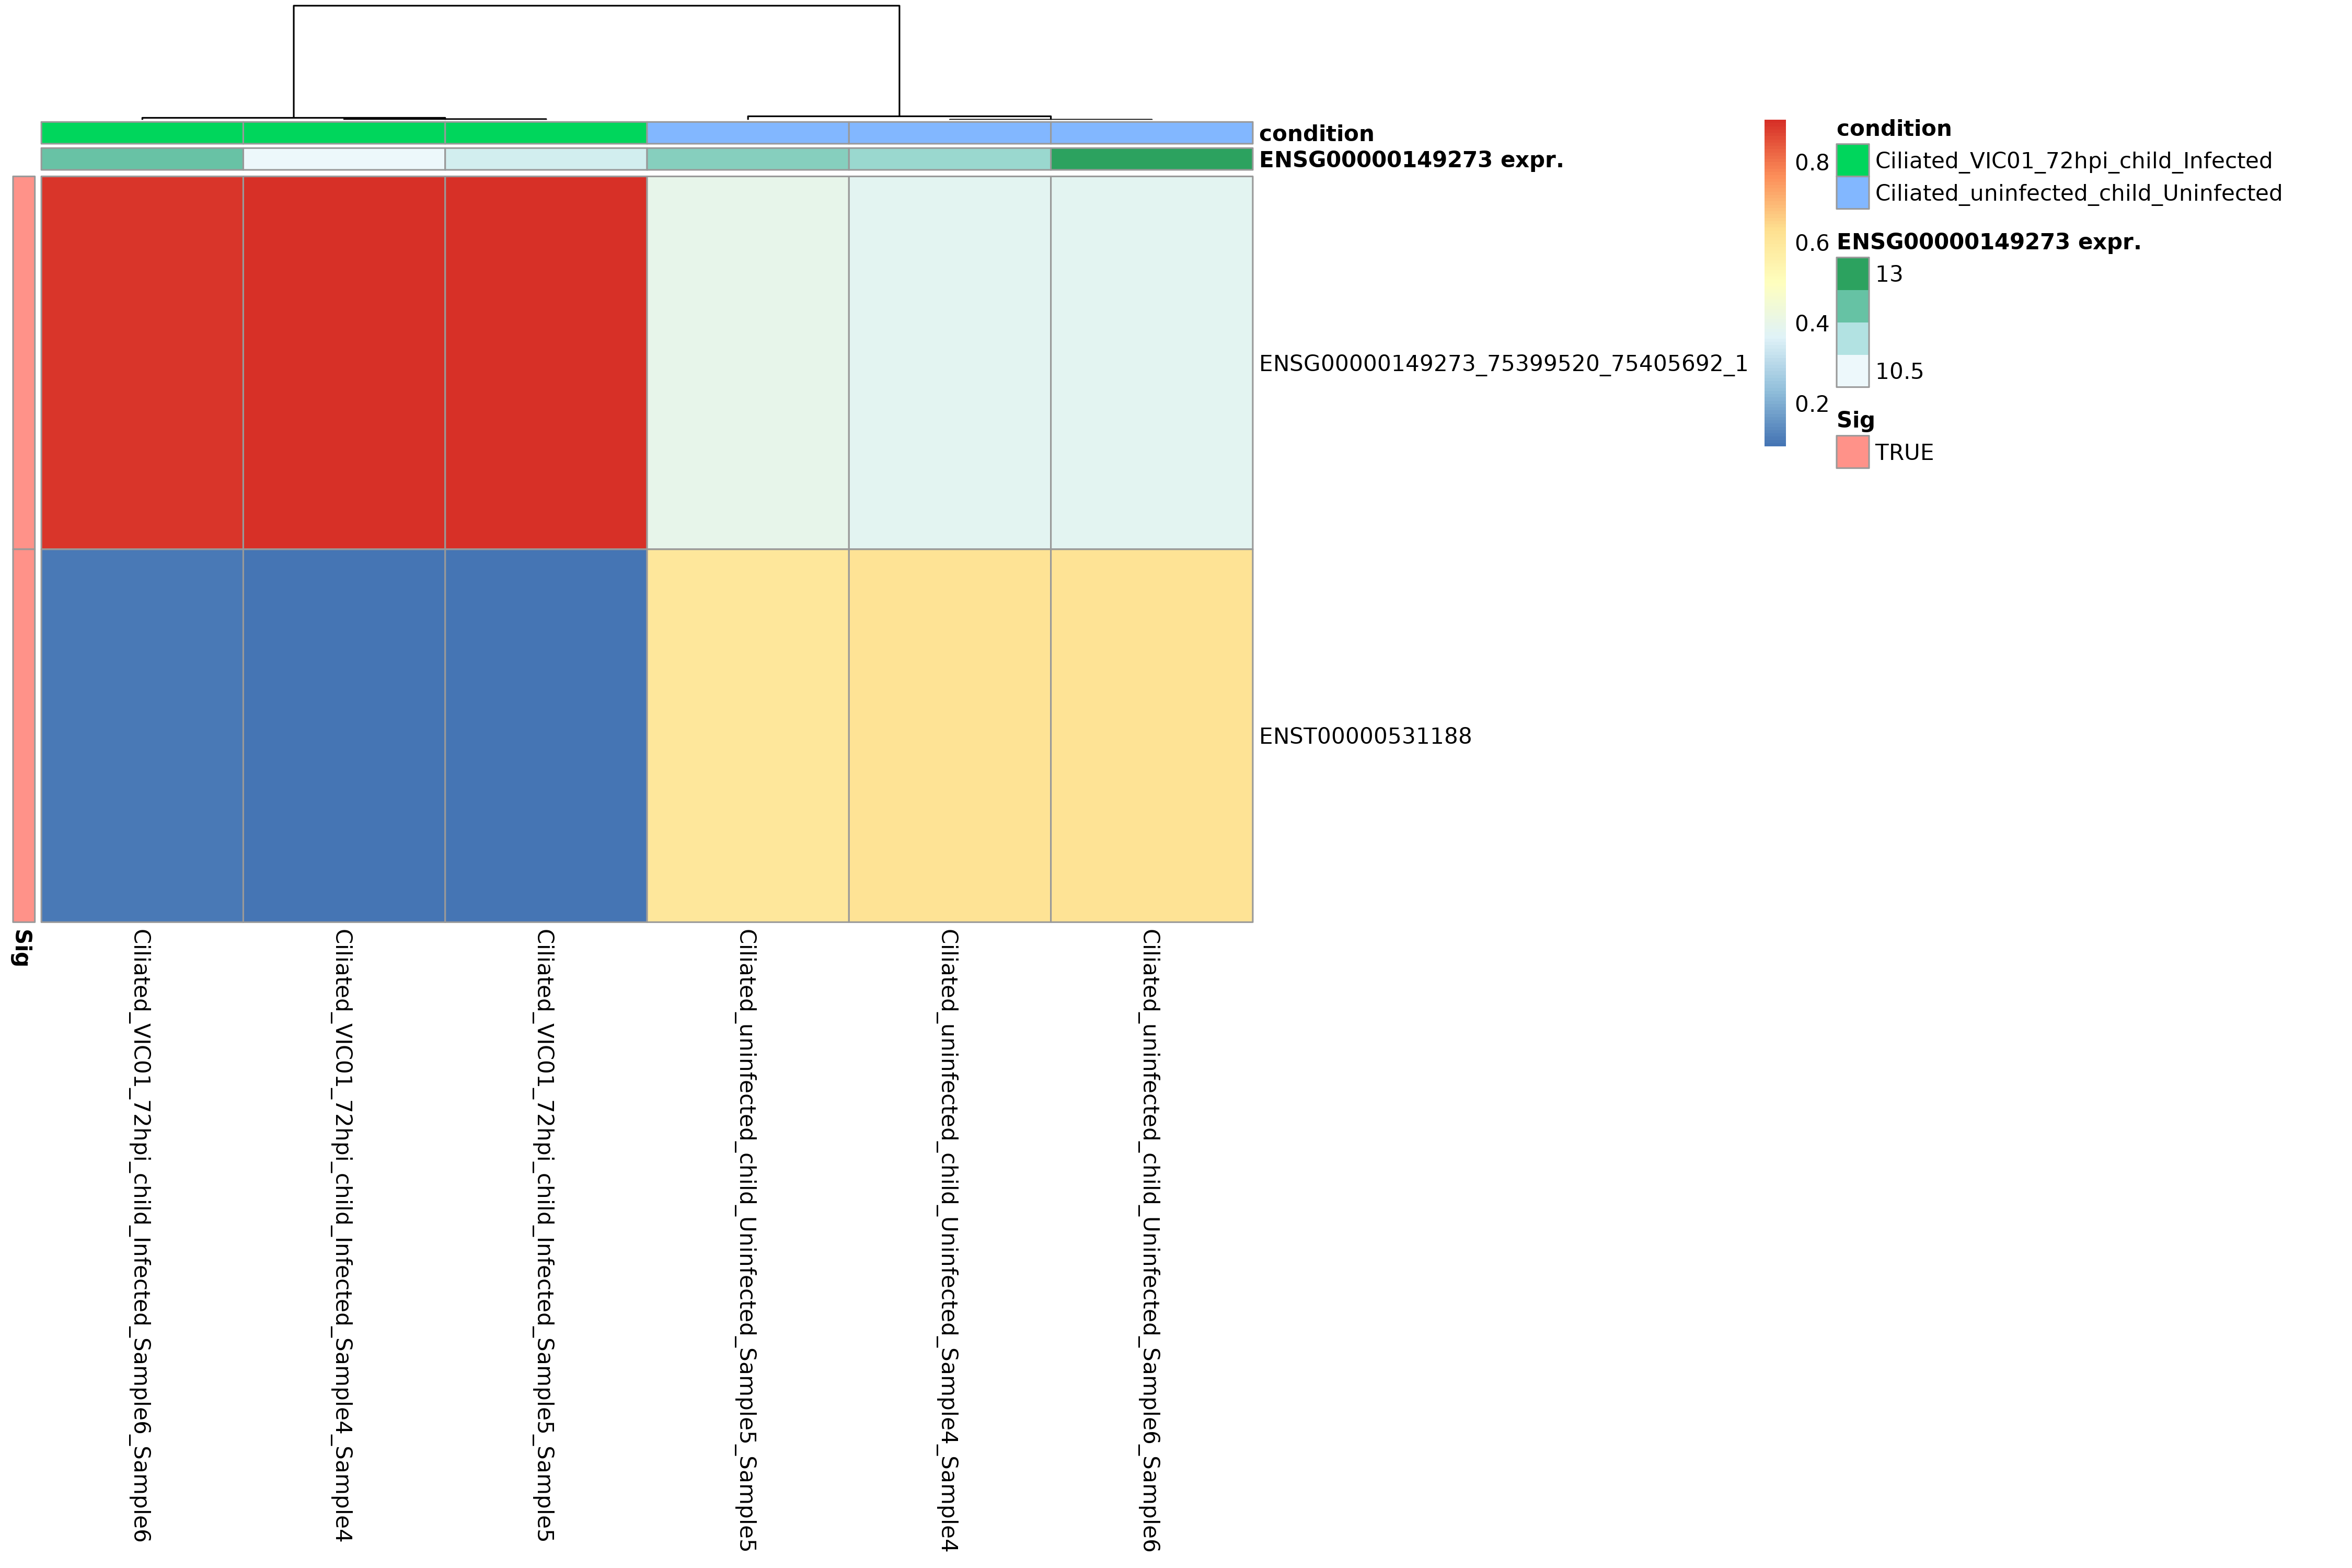 condition
ENSG00000149273 expr.
ENSG00000149273_75399520_75405692_1
ENST00000531188
Sig
Ciliated_VIC01_72hpi_child_Infected_Sample6_Sample6
Ciliated_VIC01_72hpi_child_Infected_Sample4_Sample4
Ciliated_VIC01_72hpi_child_Infected_Sample5_Sample5
Ciliated_uninfected_child_Uninfected_Sample5_Sample5
Ciliated_uninfected_child_Uninfected_Sample4_Sample4
Ciliated_uninfected_child_Uninfected_Sample6_Sample6
0.8
0.6
0.4
0.2
condition
Ciliated_VIC01_72hpi_child_Infected
Ciliated_uninfected_child_Uninfected
ENSG00000149273 expr.
13
10.5
Sig
TRUE